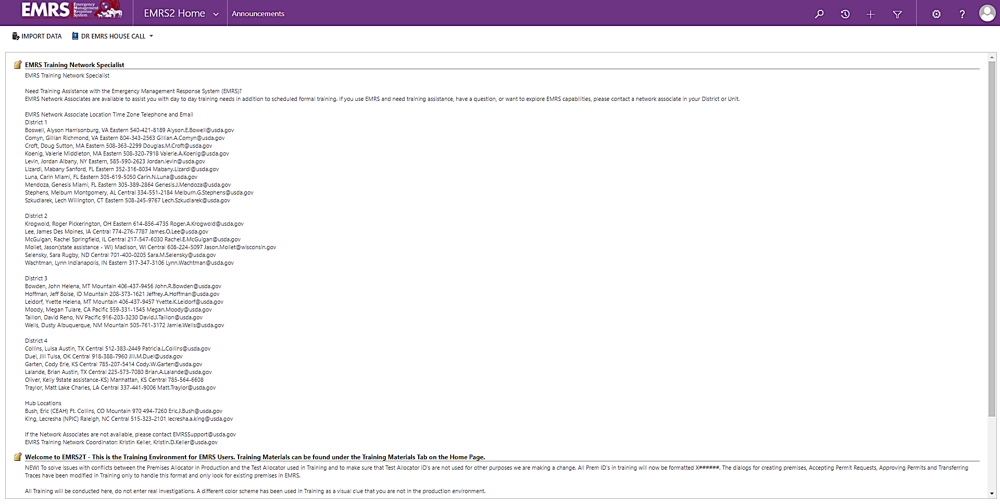 EMRS Emergency Management Response System
EMRS2 Home
Announcements
IMPORT DATA
DR EMRS HOUSE CALL
EMRS Training Network Specialist
EMRS Training Network Specialist
Need Training Assistance with the Emergency Management Response System (EMRS)?
EMRS Network Associates are available to assist you with day to day training needs in addition to scheduled formal training. If you use EMRS and need training assistance, have a question, or want to explore EMRS capabilities, please contact a network associate in your District or Unit.
EMRS Network Associate Location Time Zone Telephone and Email
District 1
Boswell, Alyson Harrisonburg, VA Eastern 540-421-8189 Alyson.E.Bowell@usda.gov
Comyn, Gillian Richmond, VA Eastern 804-343-2563 Gillian.A.Comyn@usda.gov
Croft, Doug Sutton, MA Eastern 508-363-2299 Douglas.M.Croft@usda.gov
Koenig, Valerie Middleton, MA Eastern 508-320-7918 Valerie.A.Koenig@usda.gov
Levin, Jordan Albany, NY Eastern, 585-590-2623 Jordan.levin@usda.gov
Lizardi, Mabany Sanford, FL Eastern 352-316-8034 Mabany.Lizardi@usda.gov
Luna, Carin Miami, FL Eastern 305-619-5050 Carin.N.Luna@usda.gov
Mendoza, Genesis Miami, FL Eastern 305-389-2864 Genesis.J.Mendoza@usda.gov
Stephens, Melburn Montgomery, AL Central 334-551-2184 Melburn.G.Stephens@usda.gov
Szkudlarek, Lech Willington, CT Eastern 508-245-9767 Lech.Szkudlarek@usda.gov
District 2
Krogwold, Roger Pickerington, OH Eastern 614-856-4735 Roger.A.Krogwold@usda.gov
Lee, James Des Moines, IA Central 774-276-7787 James.O.Lee@usda.gov
McGuigan, Rachel Springfield, IL Central 217-547-6030 Rachel.E.McGuigan@usda.gov
Mollet, Jason(state assistance - WI) Madison, WI Central 608-224-5097 Jason.Mollet@wisconsin.gov
Selensky, Sara Rugby, ND Central 701-400-0205 Sara.M.Selensky@usda.gov
Wachtman, Lynn Indianapolis, IN Eastern 317-347-3106 Lynn.Wachtman@usda.gov
District 3
Bowden, John Helena, MT Mountain 406-437-9456 John.R.Bowden@usda.gov
Hoffman, Jeff Boise, ID Mountain 208-373-1621 Jeffrey.A.Hoffman@usda.gov
Leidorf, Yvette Helena, MT Mountain 406-437-9457 Yvette.K.Leidorf@usda.gov
Moody, Megan Tulare, CA Pacific 559-331-1545 Megan.Moody@usda.gov
Taillon, David Reno, NV Pacific 916-203-3230 David.J.Taillon@usda.gov
Wells, Dusty Albuquerque, NM Mountain 505-761-3172 Jamie.Wells@usda.gov
District 4
Collins, Luisa Austin, TX Central 512-383-2449 Patricia.L.Collins@usda.gov
Duel, Jill Tulsa, OK Central 918-388-7960 Jill.M.Duel@usda.gov
Garten, Cody Erie, KS Central 785-207-5414 Cody.W.Garten@usda.gov
Lalande, Brian Austin, TX Central 225-573-7080 Brian.A.Lalande@usda.gov
Oliver, Kelly 9state assistance-KS) Manhattan, KS Central 785-564-6608
Traylor, Matt Lake Charles, LA Central 337-441-9006 Matt.Traylor@usda.gov
Hub Locations
Bush, Eric (CEAH) Ft. Collins, CO Mountain 970 494-7260 Eric.J.Bush@usda.gov
King, Lecresha (NPIC) Raleigh, NC Central 515-323-2101 lecresha.a.king@usda.gov
If the Network Associates are not available, please contact EMRSSupport@usda.gov
EMRS Training Network Coordinator: Kristin Keller, Kristin.D.Keller@usda.gov
Welcome to EMRS2T - This is the Training Environment for EMRS Users. Training Materials can be found under the Training Materials Tab on the Home Page.
NEW! To solve issues with conflicts between the Premises Allocator in Production and the Test Allocator used in Training and to make sure that Test Allocator ID's are not used for other purposes we are making a change. All Prem ID's in training will now be formatted X######. The dialogs for creating premises, Accepting Permit Requests, Approving Permits and Transferring
Traces have been modified in Training only to handle this format and only look for existing premises in EMRS.
All Training will be conducted here, do not enter real investigations. A different color scheme has been used in Training as a visual clue that you are not in the production environment.